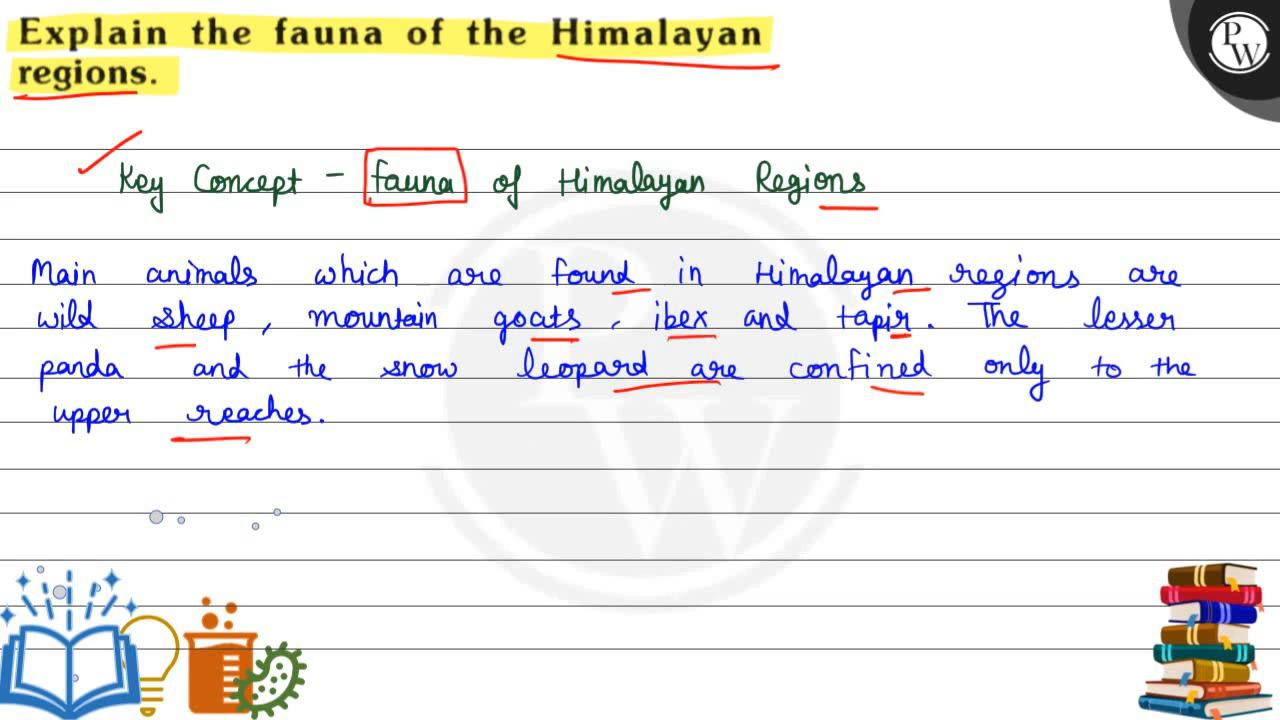 Explain the fauna of the Himalayan
regions.
PW
Key Concept - fauna of Himalayan Regions
Main animals which are found in Himalayan regions are
wild sheep, mountain goats, ibex and tapir. The lesser
panda and the snow leopard are confined only to the
upper reaches.
PW